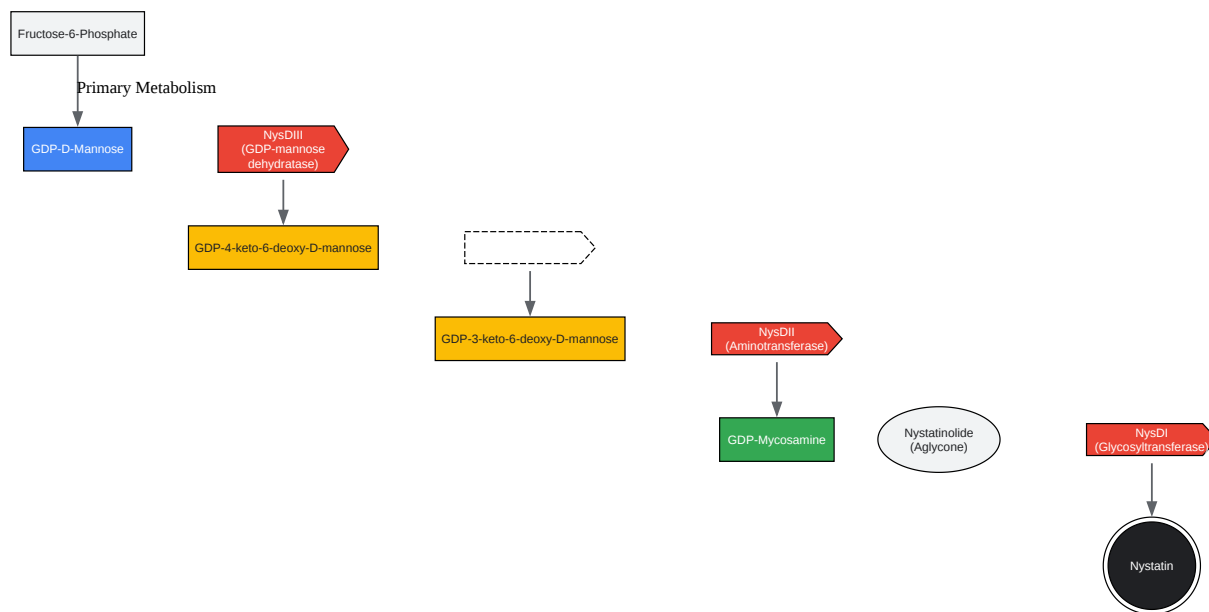 Fructose-6-Phosphate
Primary Metabolism
GDP-D-Mannose
NysDIII
(GDP-mannose
dehydratase)
GDP-4-keto-6-deoxy-D-mannose
GDP-3-keto-6-deoxy-D-mannose
NysDII
(Aminotransferase)
GDP-Mycosamine
Nystatinolide
(Aglycone)
NysDI
(Glycosyltransferase)
Nystatin